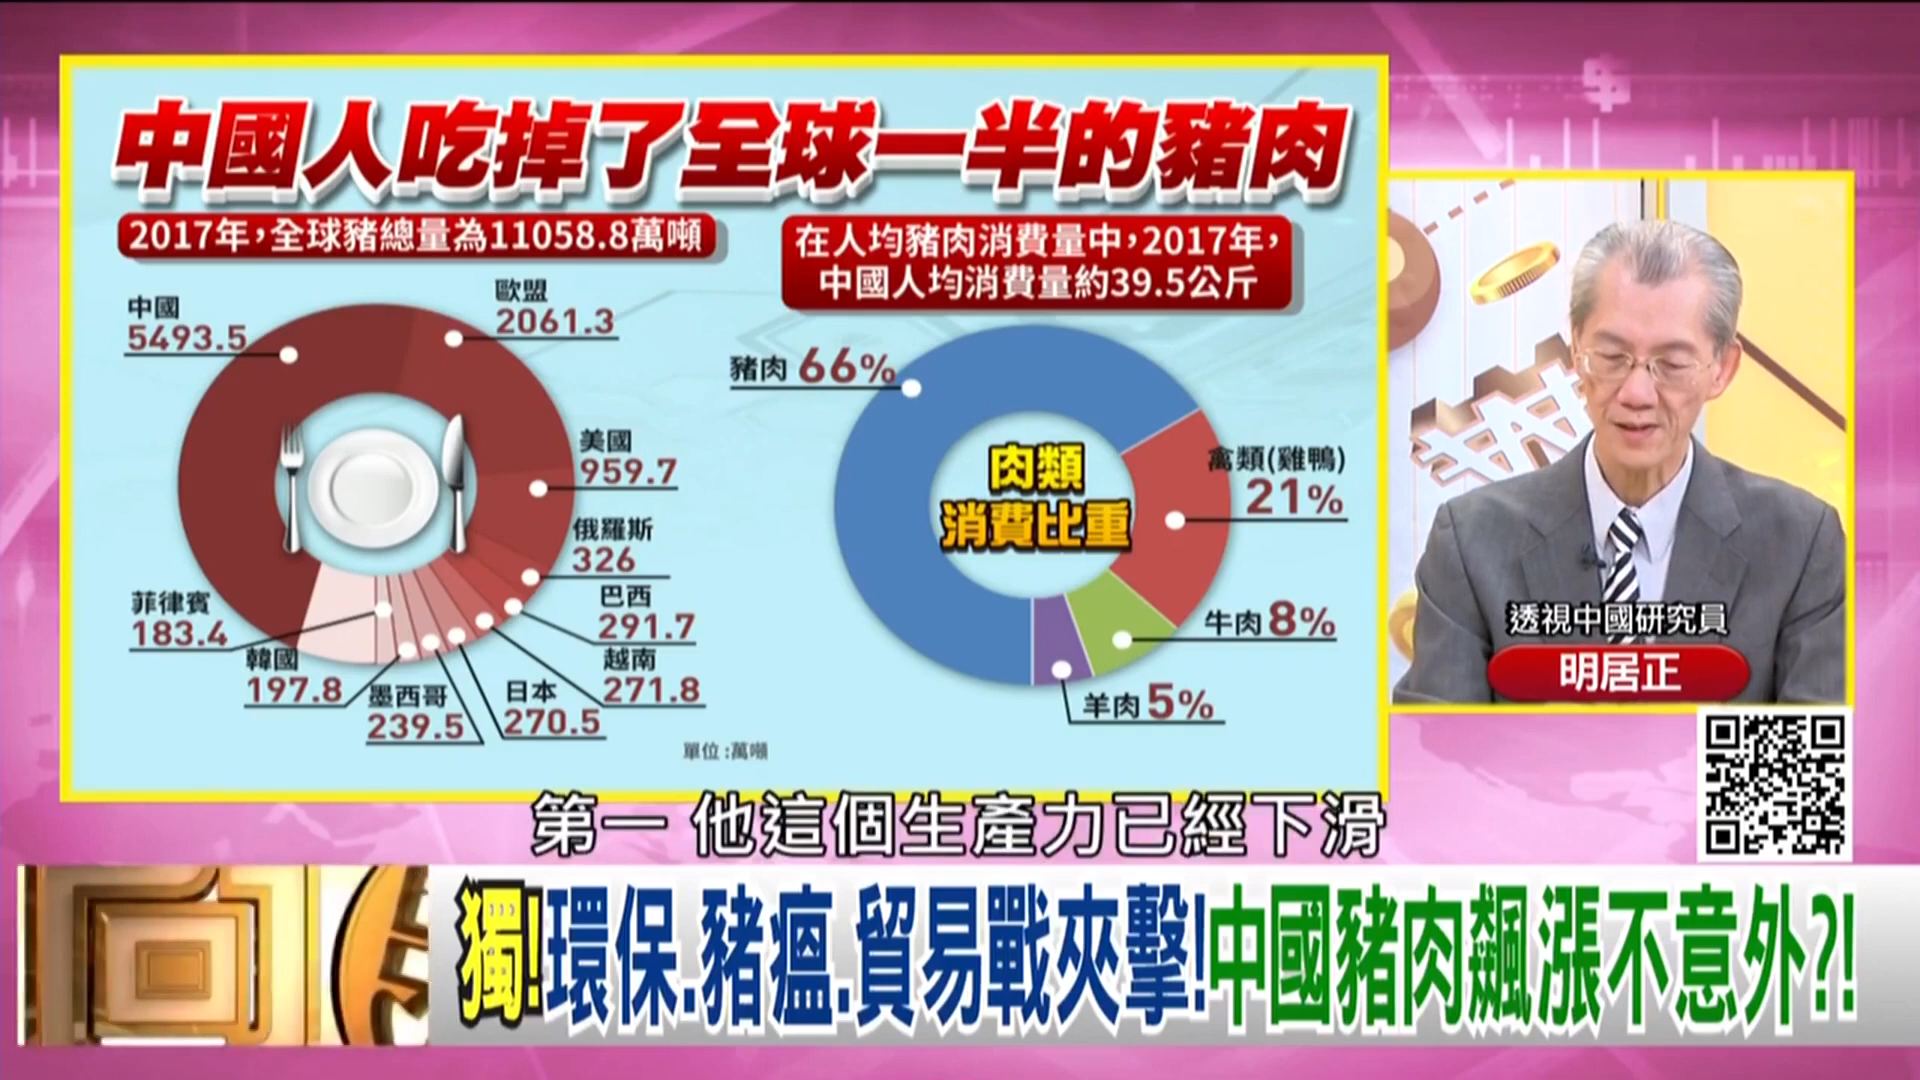 中國人吃掉了全球一半的豬肉
2017年,全球豬總量為11058.8萬噸
中國
5493.5
歐盟
2061.3
美國
959.7
俄羅斯
326
巴西
291.7
越南
271.8
日本
270.5
墨西哥
239.5
韓國
197.8
菲律賓
183.4
單位:萬噸
在人均豬肉消費量中,2017年,
中國人均消費量約39.5公斤
豬肉 66%
禽類(雞鴨)
21%
牛肉 8%
羊肉 5%
肉類
消費比重
透視中國研究員
明居正
第一 他這個生產力已經下滑
獨!環保.豬瘟.貿易戰夾擊!中國豬肉飆漲不意外?!